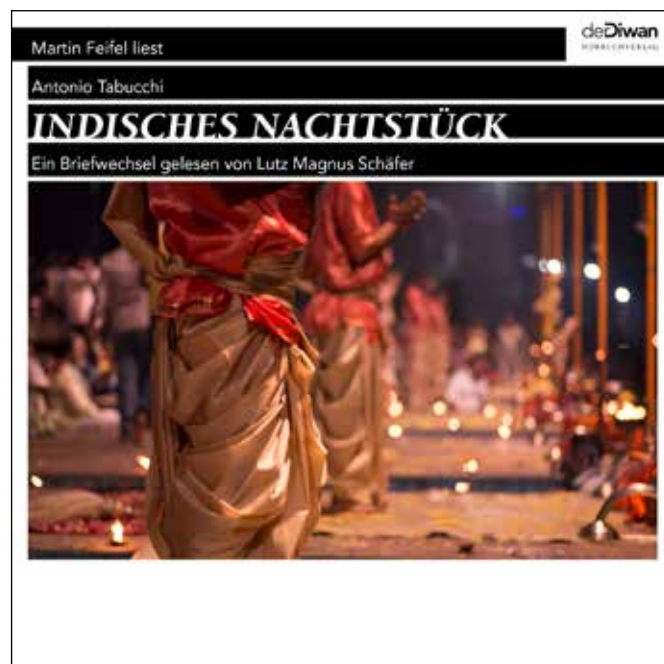 Martin Feifel liest
deDiwan
HÖRBUCHVERLAG
Antonio Tabucchi
INDISCHES NACHTSTÜCK
Ein Briefwechsel gelesen von Lutz Magnus Schäfer